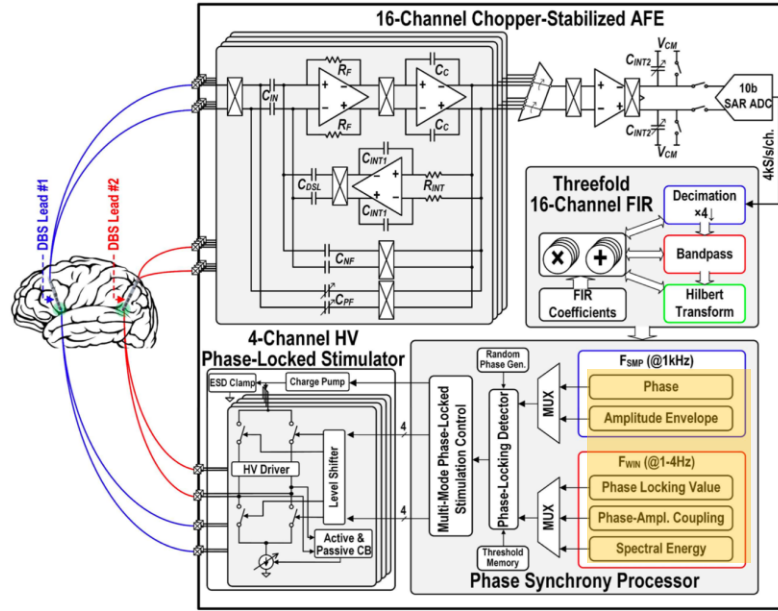 16-Channel Chopper-Stabilized AFE
R_F
C_IN
R_F
C_C
C_C
C_INT1
C_DSL
R_INT
C_INT1
C_NF
C_PF
V_CM
C_INT2
C_INT2
V_CM
10b
SAR ADC
4kS/s/ch.
DBS Lead #1
DBS Lead #2
Threefold
16-Channel FIR
Decimation
×4↓
Bandpass
Hilbert
Transform
× +
FIR
Coefficients
4-Channel HV
Phase-Locked Stimulator
ESD Clamp
Charge Pump
HV Driver
Level Shifter
Active &
Passive CB
4
4
Multi-Mode Phase-Locked
Stimulation Control
Random
Phase Gen.
Phase-Locking Detector
Threshold
Memory
MUX
MUX
F_SMP (@1kHz)
Phase
Amplitude Envelope
F_WIN (@1-4Hz)
Phase Locking Value
Phase-Ampl. Coupling
Spectral Energy
Phase Synchrony Processor